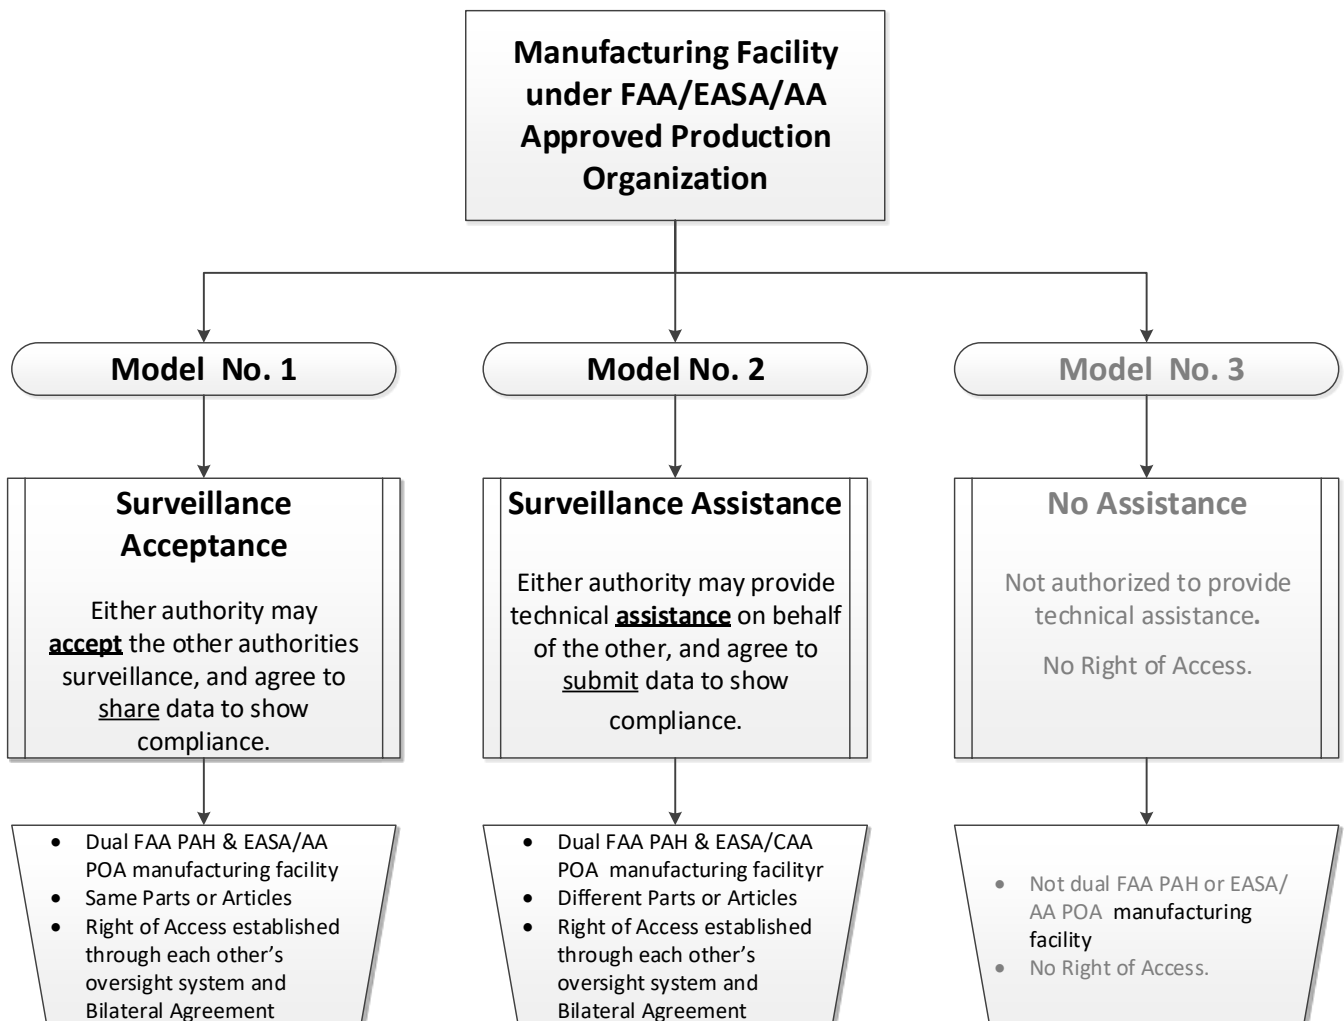 Manufacturing Facility
under FAA/EASA/AA
Approved Production
Organization
Model No. 1
Model No. 2
Model No. 3
Surveillance
Acceptance
Either authority may
accept the other authorities
surveillance, and agree to
share data to show
compliance.
Surveillance Assistance
Either authority may provide
technical assistance on behalf
of the other, and agree to
submit data to show
compliance.
No Assistance
Not authorized to provide
technical assistance.
No Right of Access.
• Dual FAA PAH & EASA/AA
POA manufacturing facility
• Same Parts or Articles
• Right of Access established
through each other’s
oversight system and
Bilateral Agreement
• Dual FAA PAH & EASA/CAA
POA manufacturing facilityr
• Different Parts or Articles
• Right of Access established
through each other’s
oversight system and
Bilateral Agreement
• Not dual FAA PAH or EASA/
AA POA manufacturing
facility
• No Right of Access.